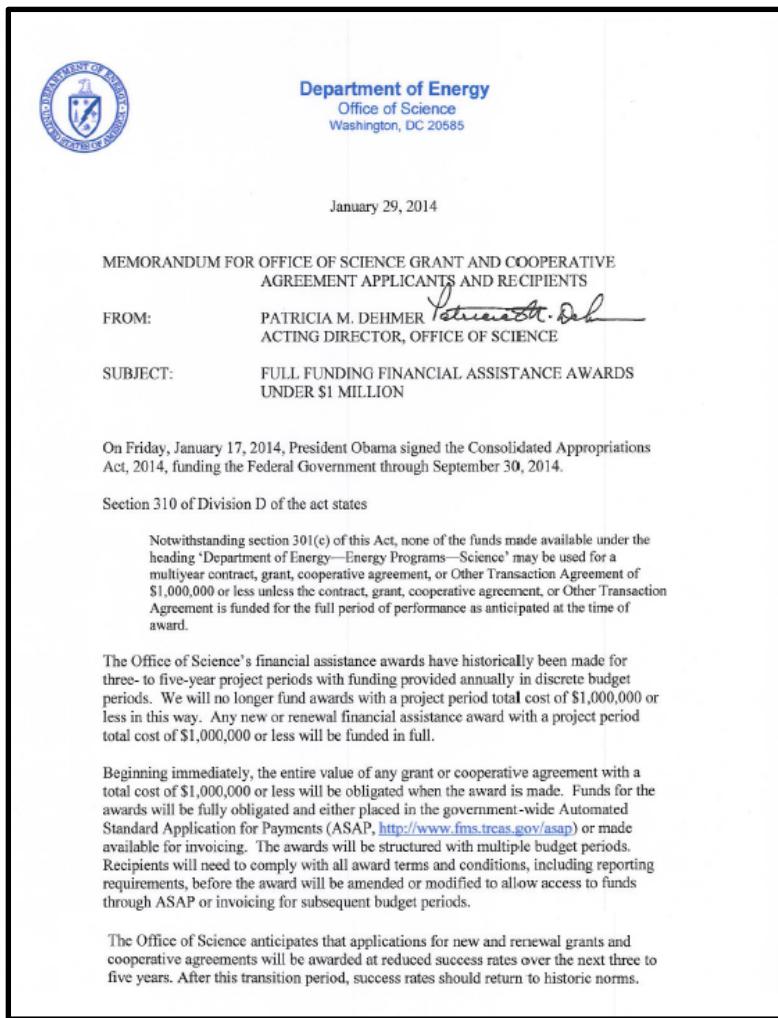 DEPARTMENT OF ENERGY
UNITED STATES OF AMERICA
Department of Energy
Office of Science
Washington, DC 20585
January 29, 2014
MEMORANDUM FOR OFFICE OF SCIENCE GRANT AND COOPERATIVE
AGREEMENT APPLICANTS AND RECIPIENTS
FROM: PATRICIA M. DEHMER
ACTING DIRECTOR, OFFICE OF SCIENCE
SUBJECT: FULL FUNDING FINANCIAL ASSISTANCE AWARDS
UNDER $1 MILLION
On Friday, January 17, 2014, President Obama signed the Consolidated Appropriations
Act, 2014, funding the Federal Government through September 30, 2014.
Section 310 of Division D of the act states
Notwithstanding section 301(c) of this Act, none of the funds made available under the
heading ‘Department of Energy—Energy Programs—Science’ may be used for a
multiyear contract, grant, cooperative agreement, or Other Transaction Agreement of
$1,000,000 or less unless the contract, grant, cooperative agreement, or Other Transaction
Agreement is funded for the full period of performance as anticipated at the time of
award.
The Office of Science’s financial assistance awards have historically been made for
three- to five-year project periods with funding provided annually in discrete budget
periods. We will no longer fund awards with a project period total cost of $1,000,000 or
less in this way. Any new or renewal financial assistance award with a project period
total cost of $1,000,000 or less will be funded in full.
Beginning immediately, the entire value of any grant or cooperative agreement with a
total cost of $1,000,000 or less will be obligated when the award is made. Funds for the
awards will be fully obligated and either placed in the government-wide Automated
Standard Application for Payments (ASAP, http://www.fms.treas.gov/asap) or made
available for invoicing. The awards will be structured with multiple budget periods.
Recipients will need to comply with all award terms and conditions, including reporting
requirements, before the award will be amended or modified to allow access to funds
through ASAP or invoicing for subsequent budget periods.
The Office of Science anticipates that applications for new and renewal grants and
cooperative agreements will be awarded at reduced success rates over the next three to
five years. After this transition period, success rates should return to historic norms.